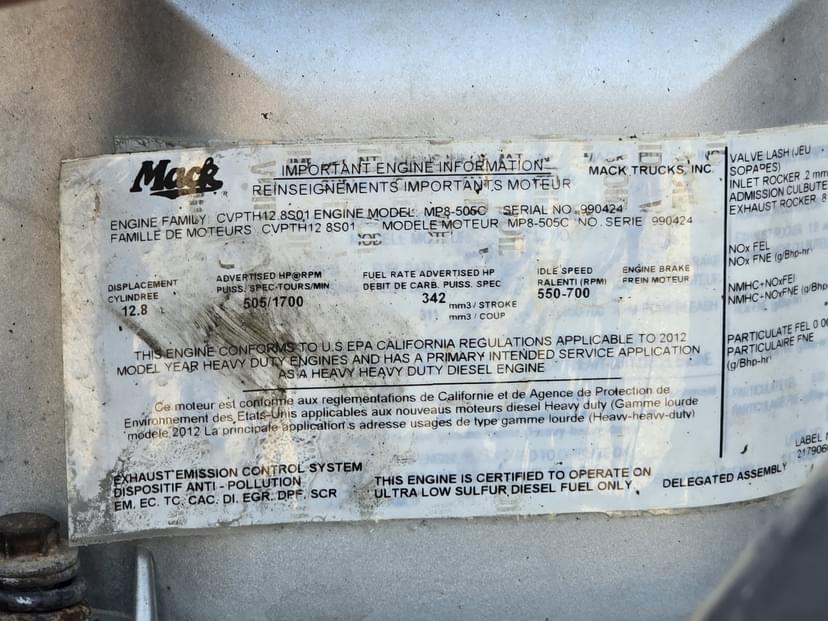 Mack
IMPORTANT ENGINE INFORMATION
MACK TRUCKS, INC.
REINSEIGNEMENTS IMPORTANTS MOTEUR
ENGINE FAMILY: CVPTH12.8S01 ENGINE MODEL: MP8-505C SERIAL NO. 990424
FAMILLE DE MOTEURS CVPTH12 8S01 MODELE MOTEUR MP8-505C NO. SERIE 990424
DISPLACEMENT
CYLINDREE
12.8
ADVERTISED HP@RPM
PUISS. SPEC-TOURS/MIN
505/1700
FUEL RATE ADVERTISED HP
DEBIT DE CARB. PUISS. SPEC
342 mm3 / STROKE
mm3 / COUP
IDLE SPEED
RALENTI (RPM)
550-700
ENGINE BRAKE
FREIN MOTEUR
THIS ENGINE CONFORMS TO U.S EPA CALIFORNIA REGULATIONS APPLICABLE TO 2012
MODEL YEAR HEAVY DUTY ENGINES AND HAS A PRIMARY INTENDED SERVICE APPLICATION
AS A HEAVY HEAVY DUTY DIESEL ENGINE
Ce moteur est conforme aux reglementations de Californie et de Agence de Protection de
Environnement des Etats-Unis applicables aux nouveaus moteurs diesel Heavy duty (Gamme lourde
modele 2012 La principale application s adresse usages de type gamme lourde (Heavy-heavy-duty)
EXHAUST EMISSION CONTROL SYSTEM
DISPOSITIF ANTI - POLLUTION
EM. EC. TC. CAC. DI. EGR. DPF. SCR
THIS ENGINE IS CERTIFIED TO OPERATE ON
ULTRA LOW SULFUR DIESEL FUEL ONLY
DELEGATED ASSEMBLY
VALVE LASH (JEU
SOPAPES)
INLET ROCKER 2 mm
ADMISSION CULBUTE
EXHAUST ROCKER 8
NOx FEL
NOx FNE (g/Bhp-hr
NMHC+NOxFEl
NMHC+NOxFNE (g/Bhp
PARTICULATE FEL 0 0
PARTICULAIRE FNE
(g/Bhp-hr
LABEL
217906